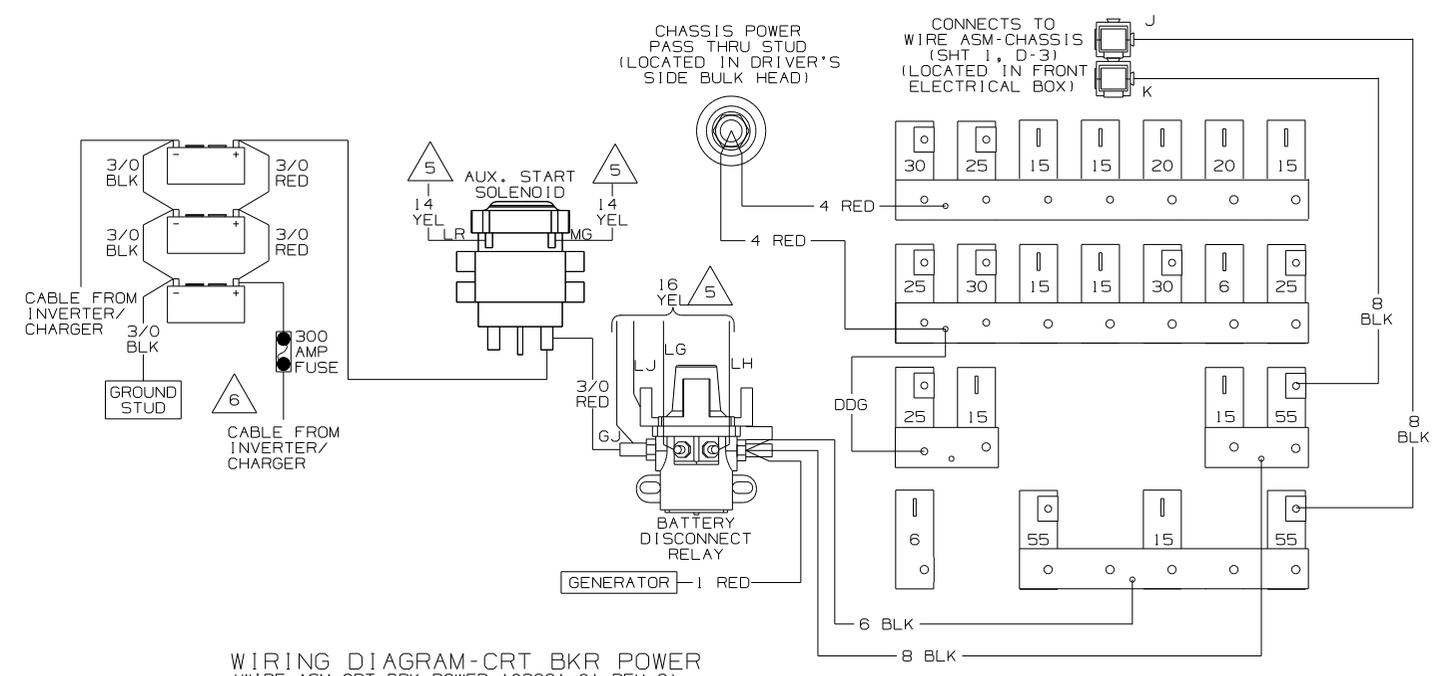 CHASSIS POWER
PASS THRU STUD
(LOCATED IN DRIVER'S
SIDE BULK HEAD)
CONNECTS TO
WIRE ASM-CHASSIS
(SHT 1, D-3)
(LOCATED IN FRONT
ELECTRICAL BOX)
J
K
30 25 15 15 20 20 15
4 RED
4 RED
25 30 15 15 30 6 25
8
BLK
8
BLK
DDG
25 15 15 55
6 55 15 55
- +
3/0
BLK
3/0
RED
- +
3/0
BLK
3/0
RED
- +
CABLE FROM
INVERTER/
CHARGER
3/0
BLK
GROUND
STUD
300
AMP
FUSE
6
CABLE FROM
INVERTER/
CHARGER
5
5
AUX. START
SOLENOID
14
YEL
14
YEL
LR
MG
16
YEL
5
LJ
LG
LH
3/0
RED
GJ
BATTERY
DISCONNECT
RELAY
GENERATOR
1 RED
6 BLK
8 BLK
WIRING DIAGRAM-CRT BKR POWER